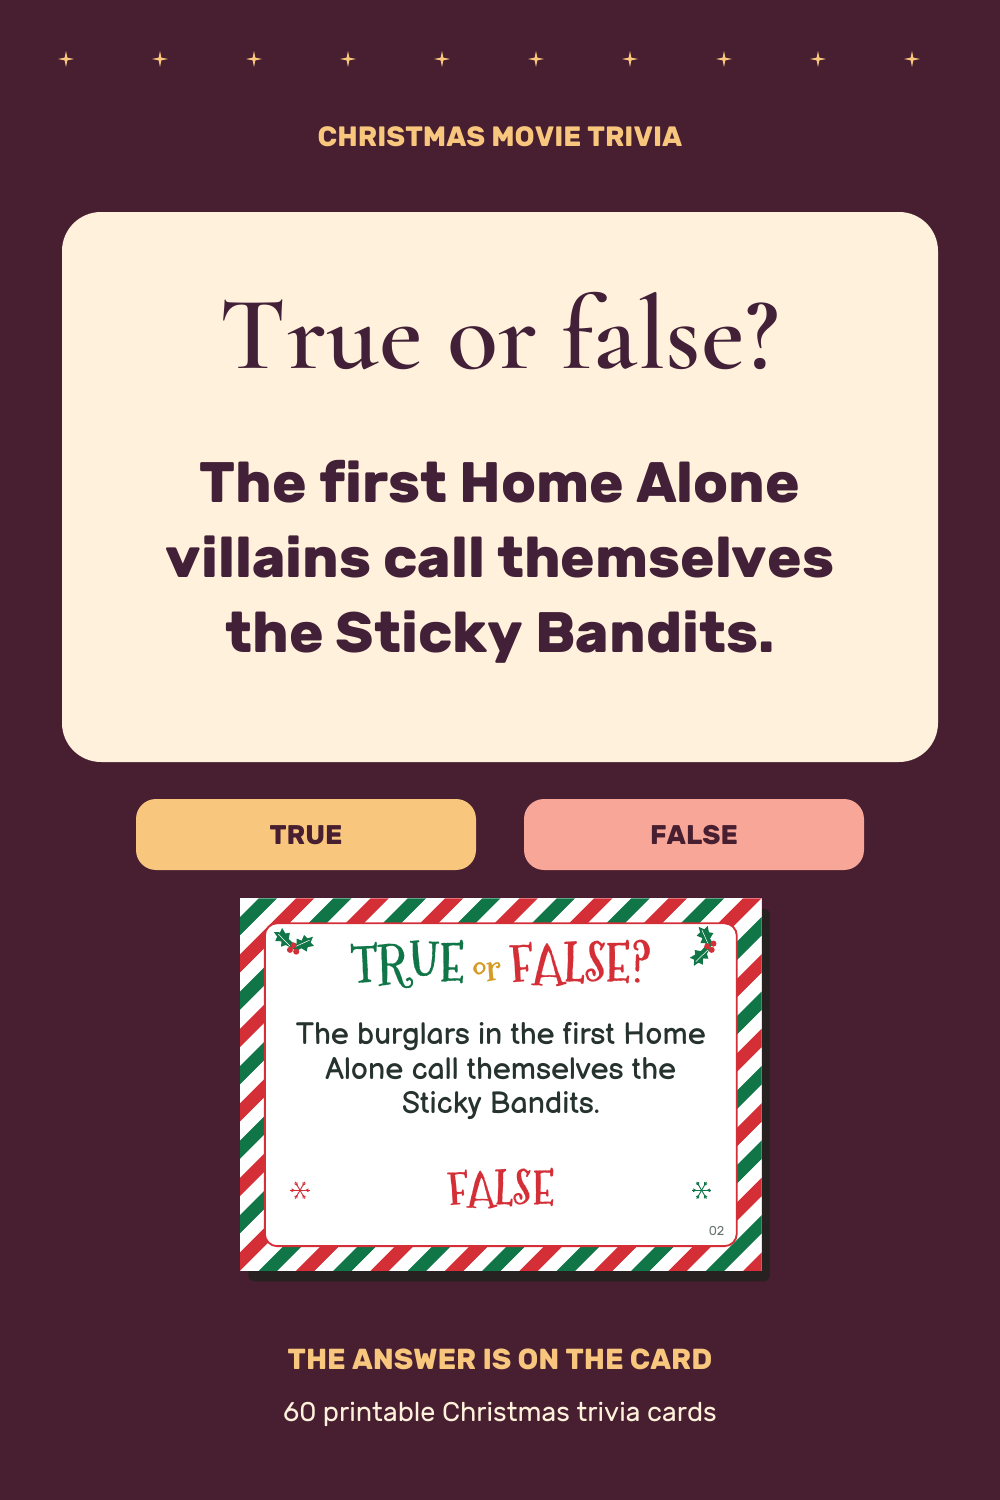 CHRISTMAS MOVIE TRIVIA
True or false?
The first Home Alone
villains call themselves
the Sticky Bandits.
TRUE
FALSE
TRUE or FALSE?
The burglars in the first Home
Alone call themselves the
Sticky Bandits.
FALSE
02
THE ANSWER IS ON THE CARD
60 printable Christmas trivia cards